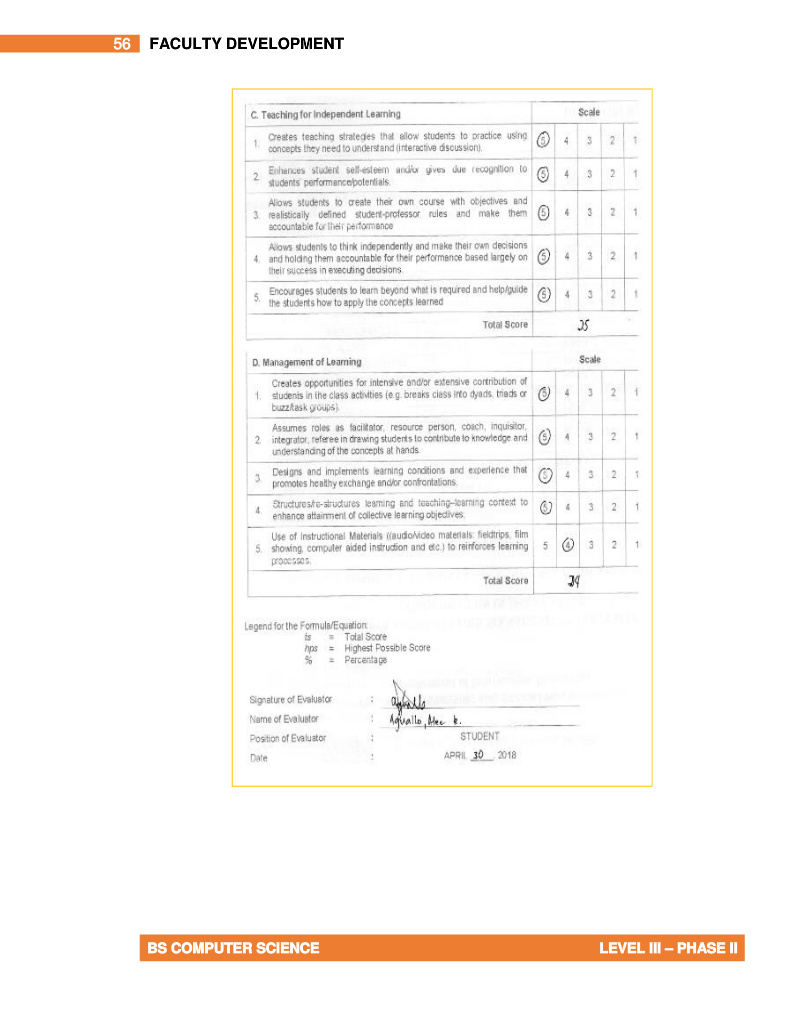 56 FACULTY DEVELOPMENT
C. Teaching for Independent Learning Scale
1. Creates teaching strategies that allow students to practice using
concepts they need to understand (interactive discussion). 5 4 3 2 1
2. Enhances student self-esteem and/or gives due recognition to
students' performance/potentials. 5 4 3 2 1
Allows students to create their own course with objectives and
3. realistically defined student-professor rules and make them 5 4 3 2 1
accountable for their performance
Allows students to think independently and make their own decisions
4. and holding them accountable for their performance based largely on 5 4 3 2 1
their success in executing decisions.
5. Encourages students to learn beyond what is required and help/guide
the students how to apply the concepts learned 5 4 3 2 1
Total Score 25
D. Management of Learning Scale
Creates opportunities for intensive and/or extensive contribution of
1. students in the class activities (e.g. breaks class into dyads, triads or 5 4 3 2 1
buzz/task groups).
Assumes roles as facilitator, resource person, coach, inquisitor,
2. integrator, referee in drawing students to contribute to knowledge and 5 4 3 2 1
understanding of the concepts at hands.
3. Designs and implements learning conditions and experience that
promotes healthy exchange and/or confrontations. 5 4 3 2 1
4. Structures/re-structures learning and teaching-learning context to
enhance attainment of collective learning objectives. 5 4 3 2 1
Use of Instructional Materials ((audio/video materials: fieldtrips, film
5. showing, computer aided instruction and etc.) to reinforces learning 5 4 3 2 1
processes.
Total Score 24
Legend for the Formula/Equation:
ts = Total Score
hps = Highest Possible Score
% = Percentage
Signature of Evaluator :
Name of Evaluator : Aguallo, Alec K.
Position of Evaluator : STUDENT
Date : APRIL 30, 2018
BS COMPUTER SCIENCE LEVEL III – PHASE II